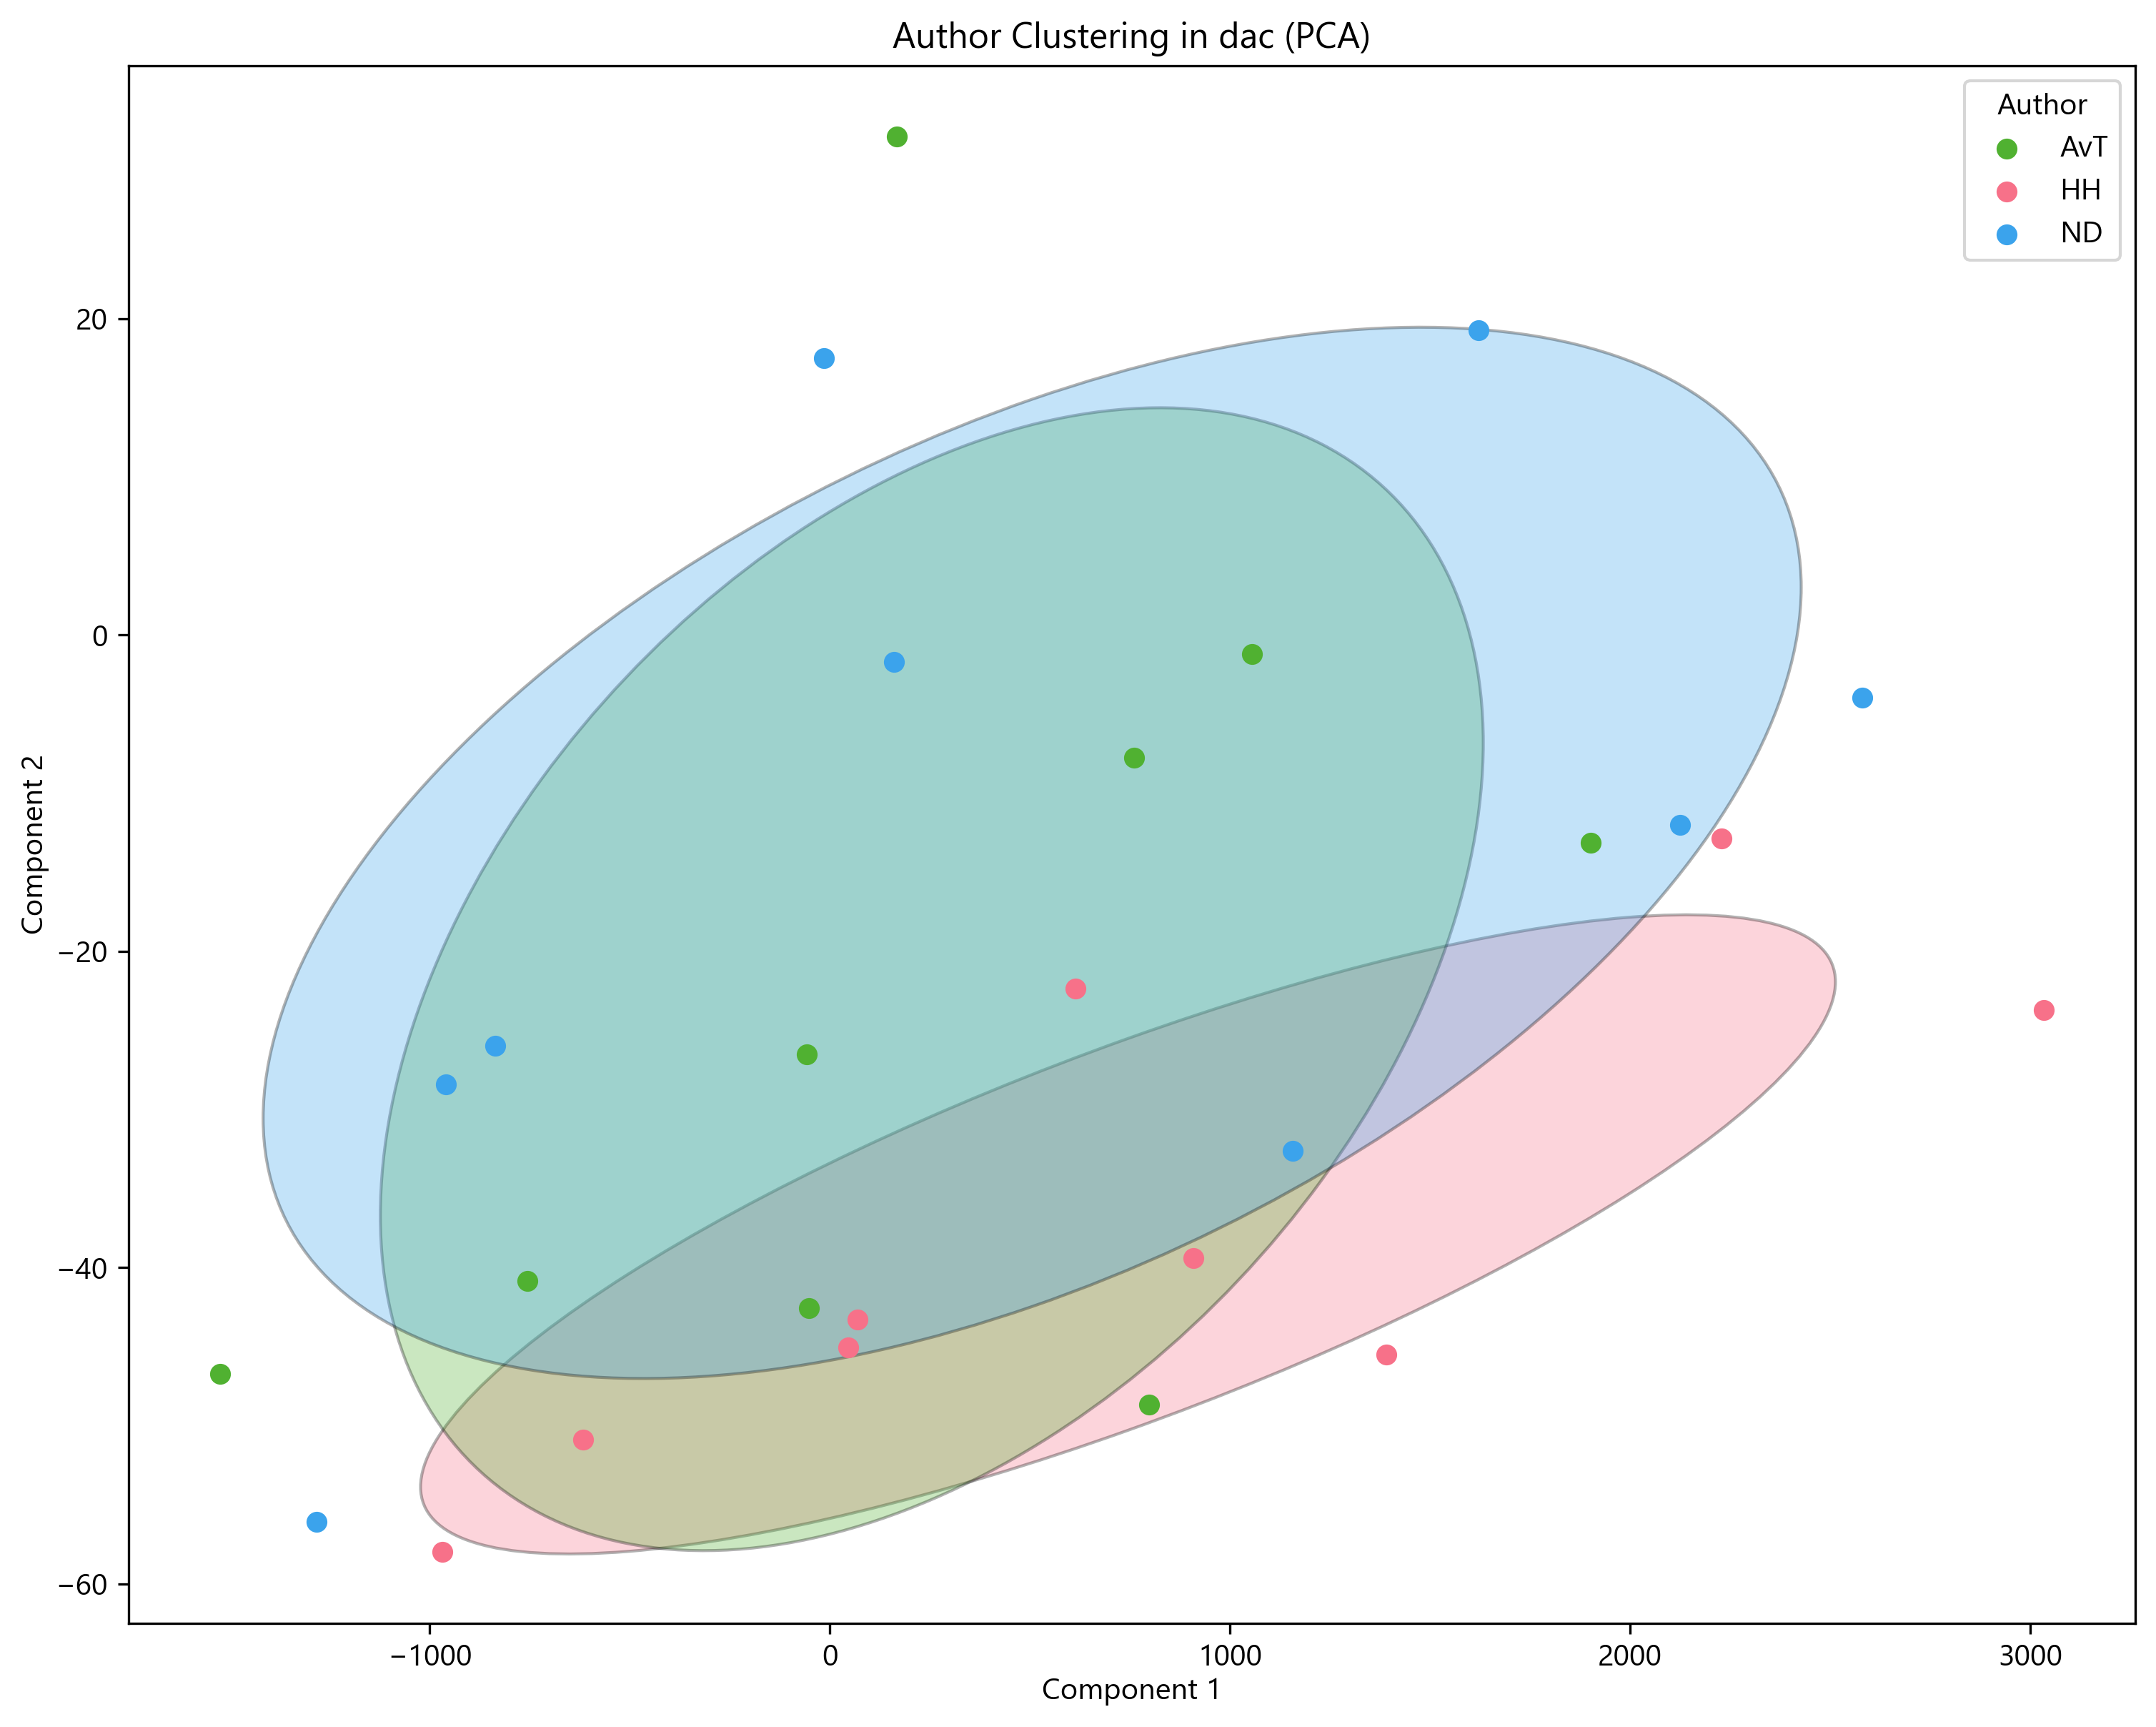 Author Clustering in dac (PCA)
Author
AvT
HH
ND
20
0
−20
−40
−60
Component 2
−1000
0
1000
2000
3000
Component 1